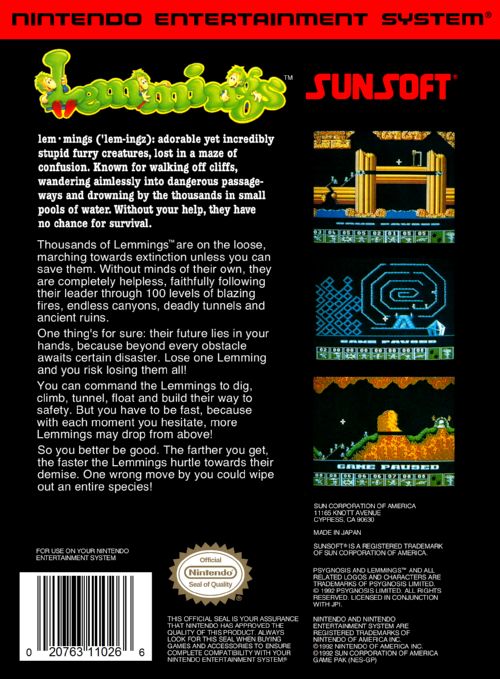 NINTENDO ENTERTAINMENT SYSTEM®
Lemmings™
SUNSOFT®
lem·mings ('lem-ingz): adorable yet incredibly
stupid furry creatures, lost in a maze of
confusion. Known for walking off cliffs,
wandering aimlessly into dangerous passage-
ways and drowning by the thousands in small
pools of water. Without your help, they have
no chance for survival.
Thousands of Lemmings™ are on the loose,
marching towards extinction unless you can
save them. Without minds of their own, they
are completely helpless, faithfully following
their leader through 100 levels of blazing
fires, endless canyons, deadly tunnels and
ancient ruins.
One thing's for sure: their future lies in your
hands, because beyond every obstacle
awaits certain disaster. Lose one Lemming
and you risk losing them all!
You can command the Lemmings to dig,
climb, tunnel, float and build their way to
safety. But you have to be fast, because
with each moment you hesitate, more
Lemmings may drop from above!
So you better be good. The farther you get,
the faster the Lemmings hurtle towards their
demise. One wrong move by you could wipe
out an entire species!
GAME PAUSED
GAME PAUSED
SUN CORPORATION OF AMERICA
11165 KNOTT AVENUE
CYPRESS, CA 90630
MADE IN JAPAN
SUNSOFT® IS A REGISTERED TRADEMARK
OF SUN CORPORATION OF AMERICA.
PSYGNOSIS AND LEMMINGS™ AND ALL
RELATED LOGOS AND CHARACTERS ARE
TRADEMARKS OF PSYGNOSIS LIMITED.
© 1992 PSYGNOSIS LIMITED. ALL RIGHTS
RESERVED. LICENSED IN CONJUNCTION
WITH JPI.
NINTENDO AND NINTENDO
ENTERTAINMENT SYSTEM ARE
REGISTERED TRADEMARKS OF
NINTENDO OF AMERICA INC.
©1992 NINTENDO OF AMERICA INC.
©1992 SUN CORPORATION OF AMERICA
GAME PAK (NES-GP)
FOR USE ON YOUR NINTENDO
ENTERTAINMENT SYSTEM
0 20763 11026 6
Official
Nintendo
Seal of Quality
THIS OFFICIAL SEAL IS YOUR ASSURANCE
THAT NINTENDO HAS APPROVED THE
QUALITY OF THIS PRODUCT. ALWAYS
LOOK FOR THIS SEAL WHEN BUYING
GAMES AND ACCESSORIES TO ENSURE
COMPLETE COMPATIBILITY WITH YOUR
NINTENDO ENTERTAINMENT SYSTEM®